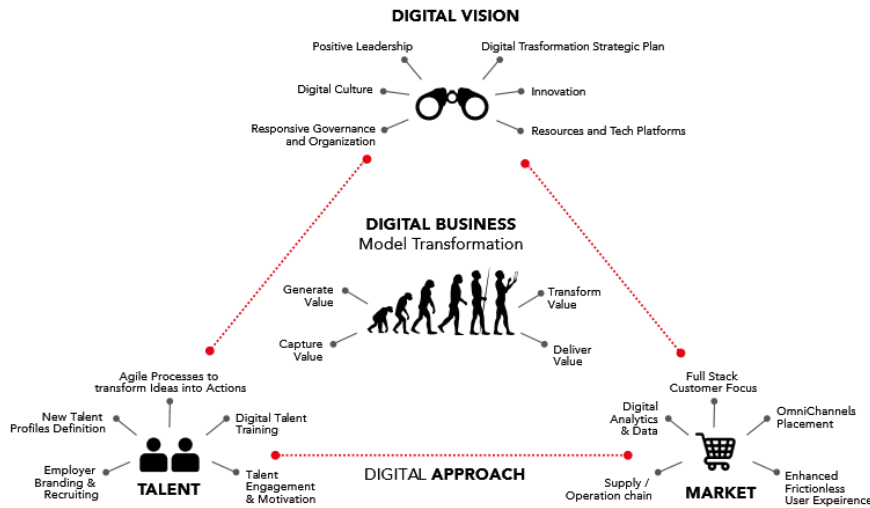 DIGITAL VISION
Positive Leadership
Digital Trasformation Strategic Plan
Digital Culture
Innovation
Responsive Governance
and Organization
Resources and Tech Platforms
DIGITAL BUSINESS
Model Transformation
Generate
Value
Transform
Value
Capture
Value
Deliver
Value
Agile Processes to
transform Ideas into Actions
New Talent
Profiles Definition
Digital Talent
Training
Employer
Branding & Recruiting
TALENT
Talent
Engagement
& Motivation
DIGITAL APPROACH
Full Stack
Customer Focus
Digital
Analytics
& Data
OmniChannels
Placement
Supply /
Operation chain
MARKET
Enhanced
Frictionless
User Expeirence